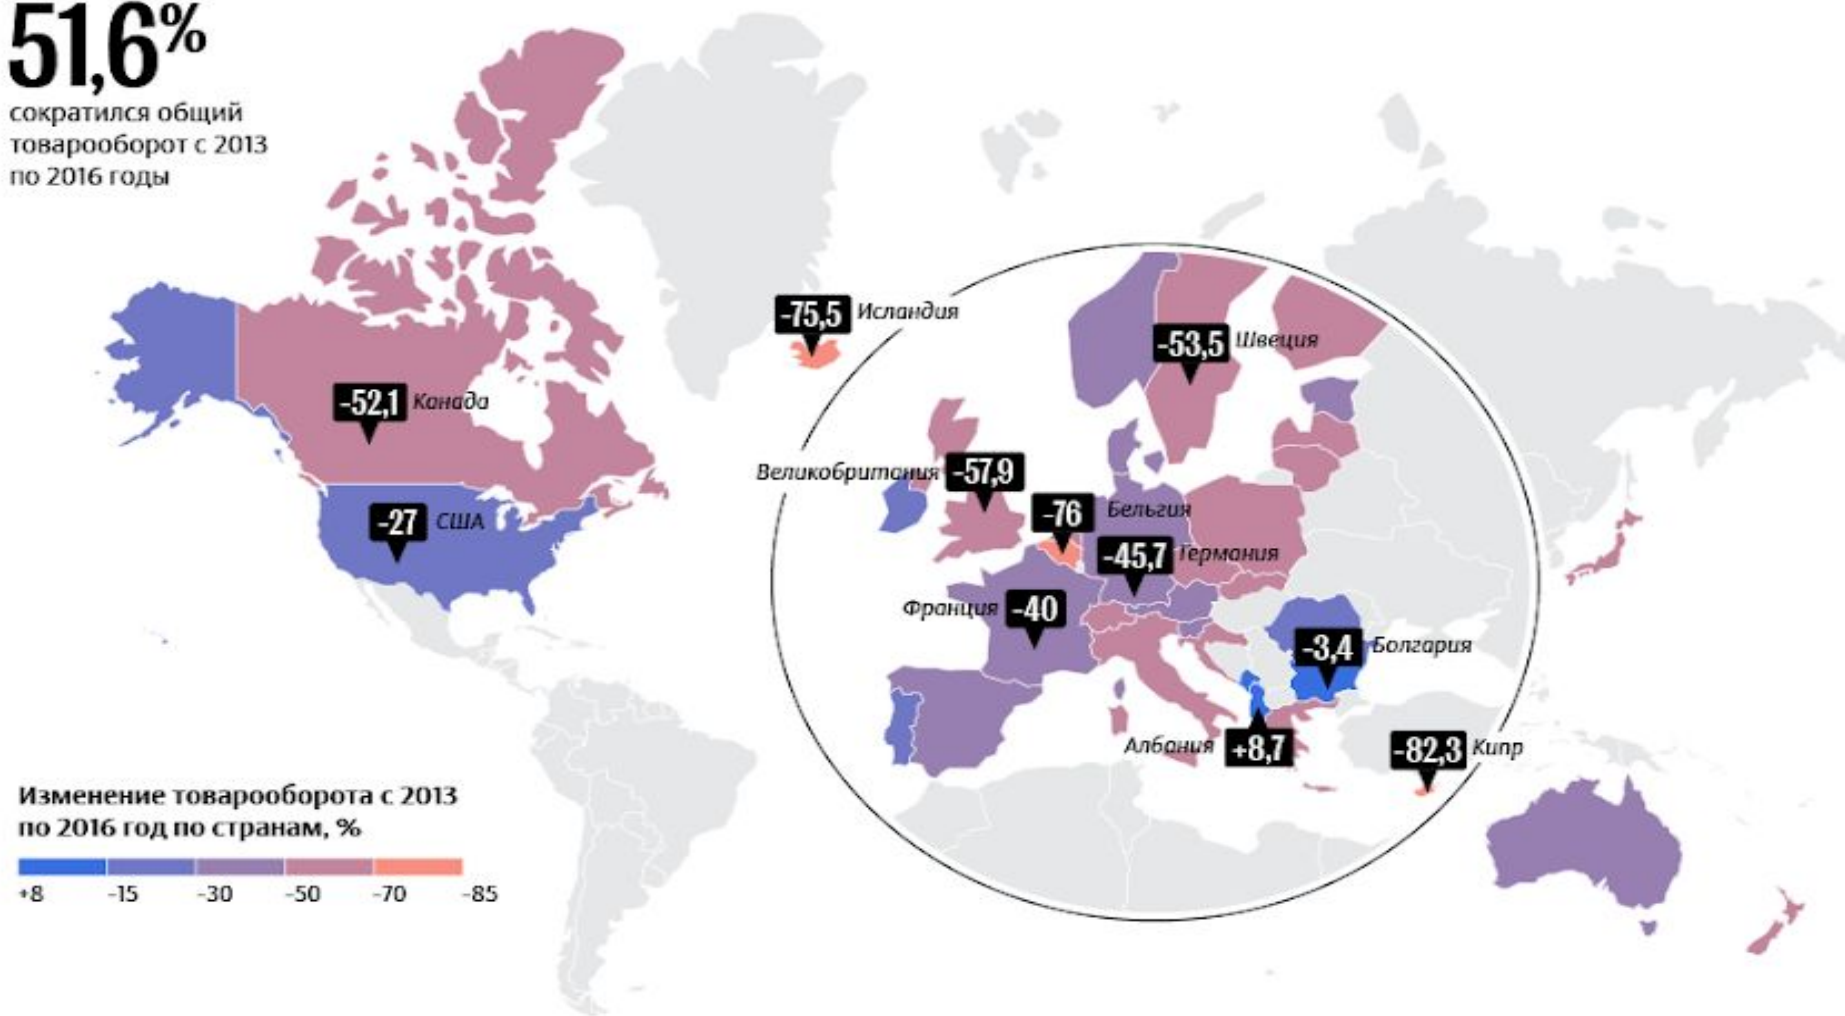 51,6%
сократился общий
товарооборот с 2013
по 2016 годы
-75,5 Исландия
-53,5 Швеция
-52,1 Канада
Великобритания -57,9
-76 Бельгия
-27 США
-45,7 Германия
Франция -40
-3,4 Болгария
Албания +8,7
-82,3 Кипр
Изменение товарооборота с 2013
по 2016 год по странам, %
+8 -15 -30 -50 -70 -85